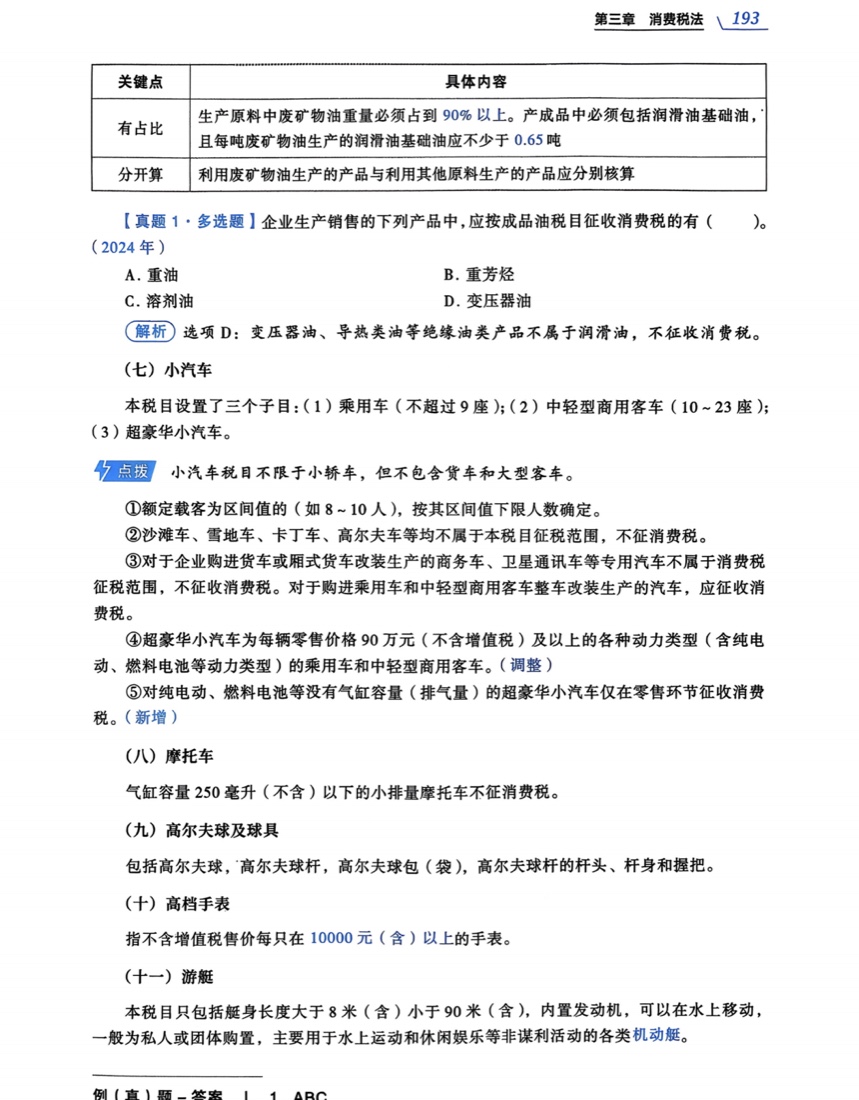 第三章 消费税法 193
关键点 具体内容
有占比 生产原料中废矿物油重量必须占到 90% 以上。产成品中必须包括润滑油基础油，
且每吨废矿物油生产的润滑油基础油应不少于 0.65 吨
分开算 利用废矿物油生产的产品与利用其他原料生产的产品应分别核算
【真题 1·多选题】企业生产销售的下列产品中，应按成品油税目征收消费税的有（ ）。
（2024 年）
A. 重油 B. 重芳烃
C. 溶剂油 D. 变压器油
解析 选项 D：变压器油、导热类油等绝缘油类产品不属于润滑油，不征收消费税。
（七）小汽车
本税目设置了三个子目：（1）乘用车（不超过 9 座）；（2）中轻型商用客车（10~23 座）；
（3）超豪华小汽车。
点拨 小汽车税目不限于小轿车，但不包含货车和大型客车。
①额定载客为区间值的（如 8~10 人），按其区间值下限人数确定。
②沙滩车、雪地车、卡丁车、高尔夫车等均不属于本税目征税范围，不征消费税。
③对于企业购进货车或厢式货车改装生产的商务车、卫星通讯车等专用汽车不属于消费税
征税范围，不征收消费税。对于购进乘用车和中轻型商用客车整车改装生产的汽车，应征收消
费税。
④超豪华小汽车为每辆零售价格 90 万元（不含增值税）及以上的各种动力类型（含纯电
动、燃料电池等动力类型）的乘用车和中轻型商用客车。（调整）
⑤对纯电动、燃料电池等没有气缸容量（排气量）的超豪华小汽车仅在零售环节征收消费
税。（新增）
（八）摩托车
气缸容量 250 毫升（不含）以下的小排量摩托车不征消费税。
（九）高尔夫球及球具
包括高尔夫球，高尔夫球杆，高尔夫球包（袋），高尔夫球杆的杆头、杆身和握把。
（十）高档手表
指不含增值税售价每只在 10000 元（含）以上的手表。
（十一）游艇
本税目只包括艇身长度大于 8 米（含）小于 90 米（含），内置发动机，可以在水上移动，
一般为私人或团体购置，主要用于水上运动和休闲娱乐等非谋利活动的各类机动艇。
例（真）题－答案 | 1. ABC